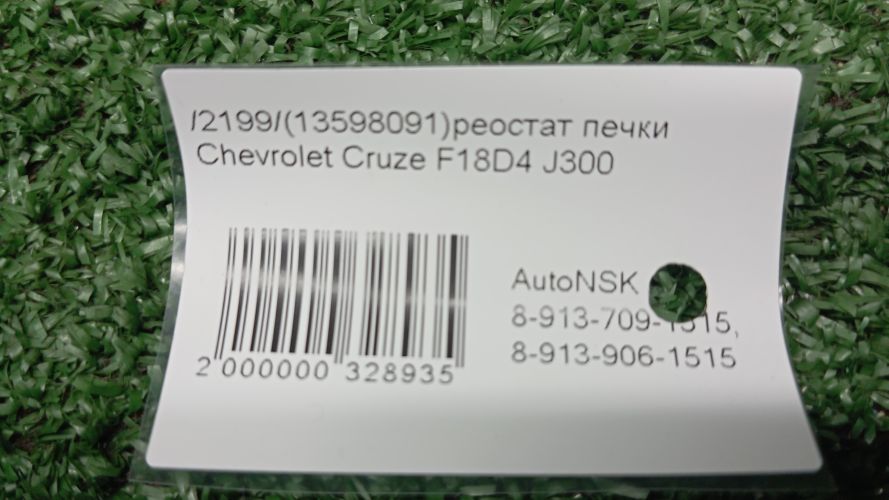 /2199/(13598091)реостат печки
Chevrolet Cruze F18D4 J300
AutoNSK
8-913-709-1515,
8-913-906-1515
2 000000 328935